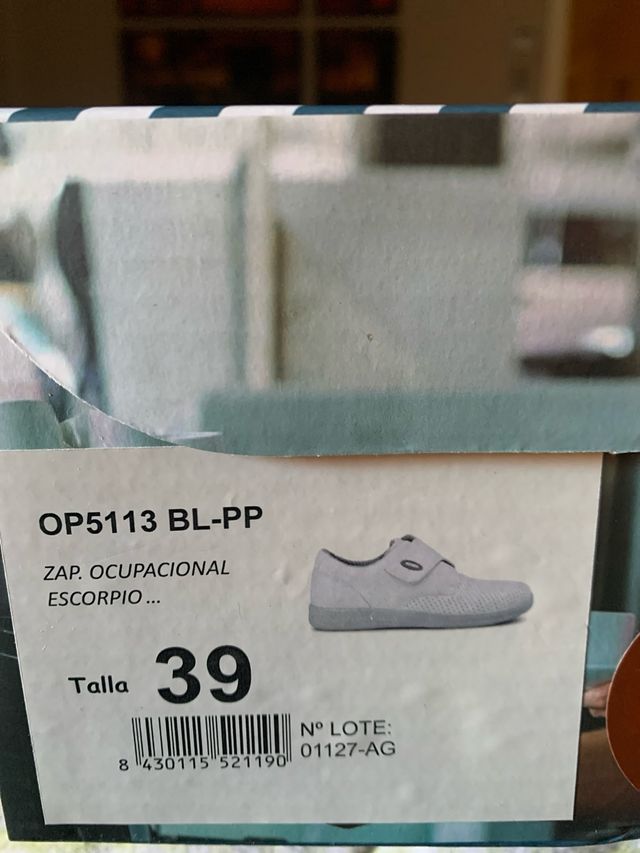 OP5113 BL-PP
ZAP. OCUPACIONAL
ESCORPIO ...
Talla 39
8 430115 521190
Nº LOTE:
01127-AG